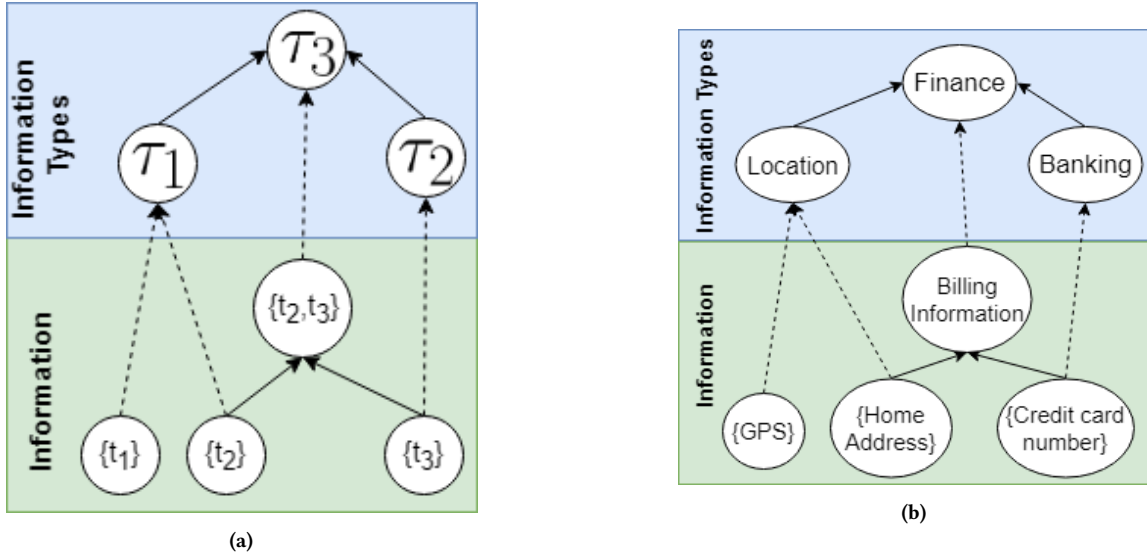 Information
Types
τ3
τ1
τ2
Information
{t2,t3}
{t1}
{t2}
{t3}
(a)
Information Types
Finance
Location
Banking
Information
Billing
Information
{GPS}
{Home
Address}
{Credit card
number}
(b)